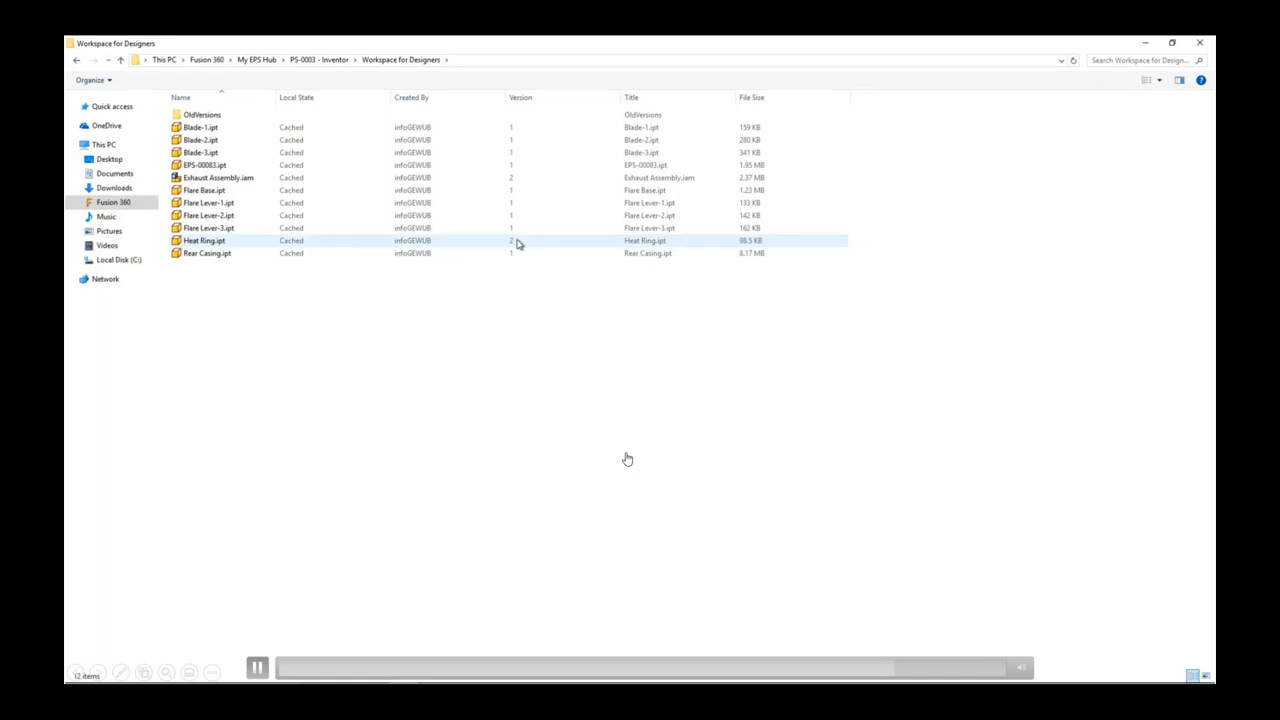 Workspace for Designers
This PC > Fusion 360 > My EPS Hub > PS-0003 - Inventor > Workspace for Designers >
Search Workspace for Design...
Organize
Name Local State Created By Version Title File Size
Quick access
OneDrive
This PC
Desktop
Documents
Downloads
Fusion 360
Music
Pictures
Videos
Local Disk (C:)
Network
OldVersions OldVersions
Blade-1.ipt Cached infoGEWUB 1 Blade-1.ipt 159 KB
Blade-2.ipt Cached infoGEWUB 1 Blade-2.ipt 280 KB
Blade-3.ipt Cached infoGEWUB 1 Blade-3.ipt 341 KB
EPS-00083.ipt Cached infoGEWUB 1 EPS-00083.ipt 1.95 MB
Exhaust Assembly.iam Cached infoGEWUB 2 Exhaust Assembly.iam 2.37 MB
Flare Base.ipt Cached infoGEWUB 1 Flare Base.ipt 1.23 MB
Flare Lever-1.ipt Cached infoGEWUB 1 Flare Lever-1.ipt 133 KB
Flare Lever-2.ipt Cached infoGEWUB 1 Flare Lever-2.ipt 142 KB
Flare Lever-3.ipt Cached infoGEWUB 1 Flare Lever-3.ipt 162 KB
Heat Ring.ipt Cached infoGEWUB 2 Heat Ring.ipt 98.5 KB
Rear Casing.ipt Cached infoGEWUB 1 Rear Casing.ipt 8.17 MB
12 items